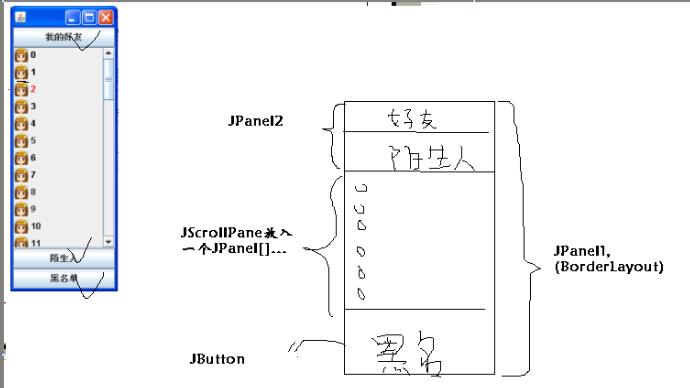 我的好友
0
1
2
3
4
5
6
7
8
9
10
11
陌生人
黑名单
JPanel2
好友
陌生人
JScrollPane放入
一个JPanel[]...
JPanel1,
(BorderLayout)
JButton
黑名